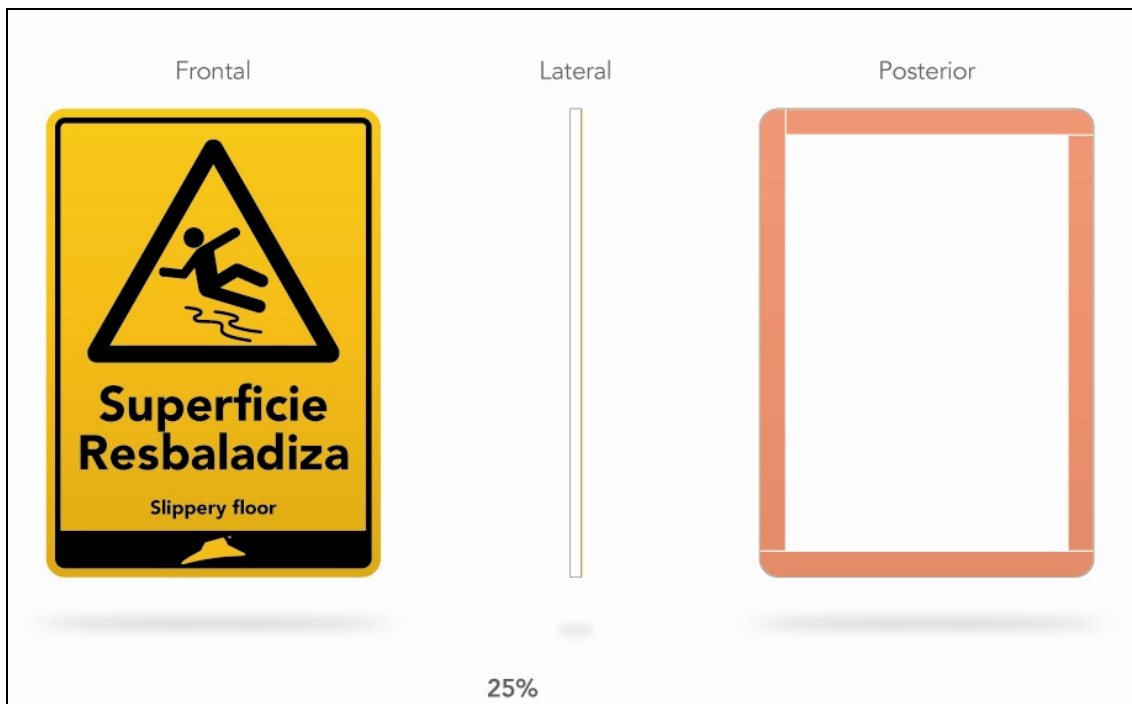 Frontal
Lateral
Posterior
Superficie
Resbaladiza
Slippery floor
25%